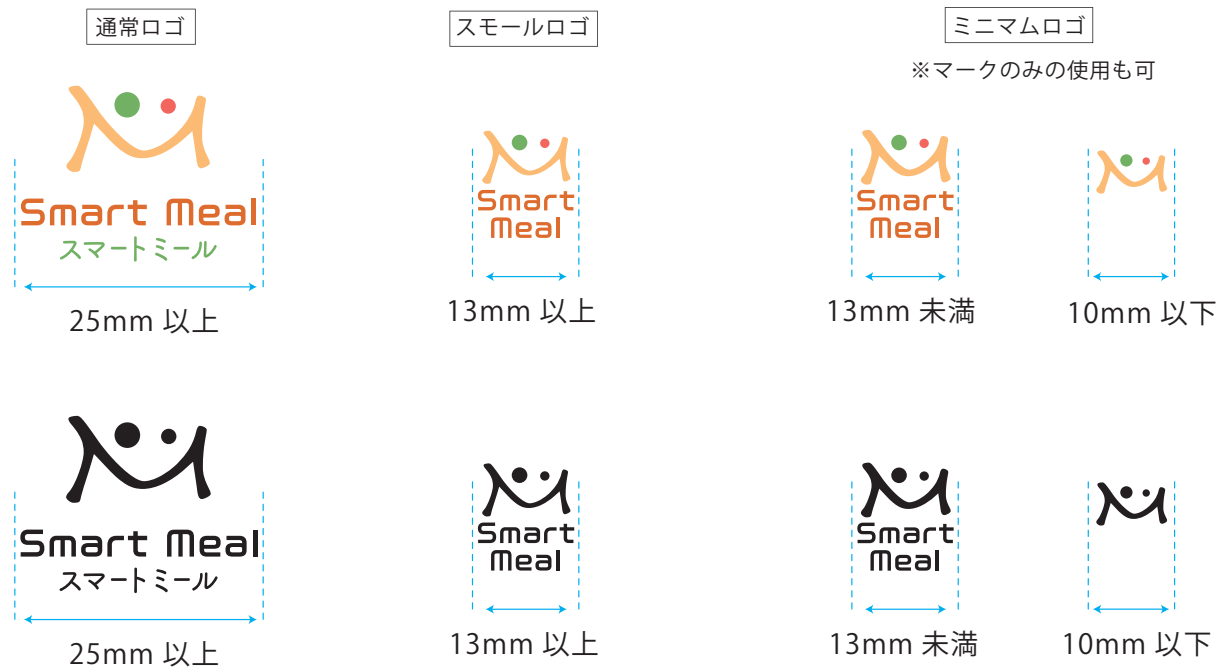 通常ロゴ
スモールロゴ
ミニマムロゴ
※マークのみの使用も可
Smart Meal
スマートミール
25mm 以上
Smart
Meal
13mm 以上
Smart
Meal
13mm 未満
10mm 以下
Smart Meal
スマートミール
25mm 以上
Smart
Meal
13mm 以上
Smart
Meal
13mm 未満
10mm 以下